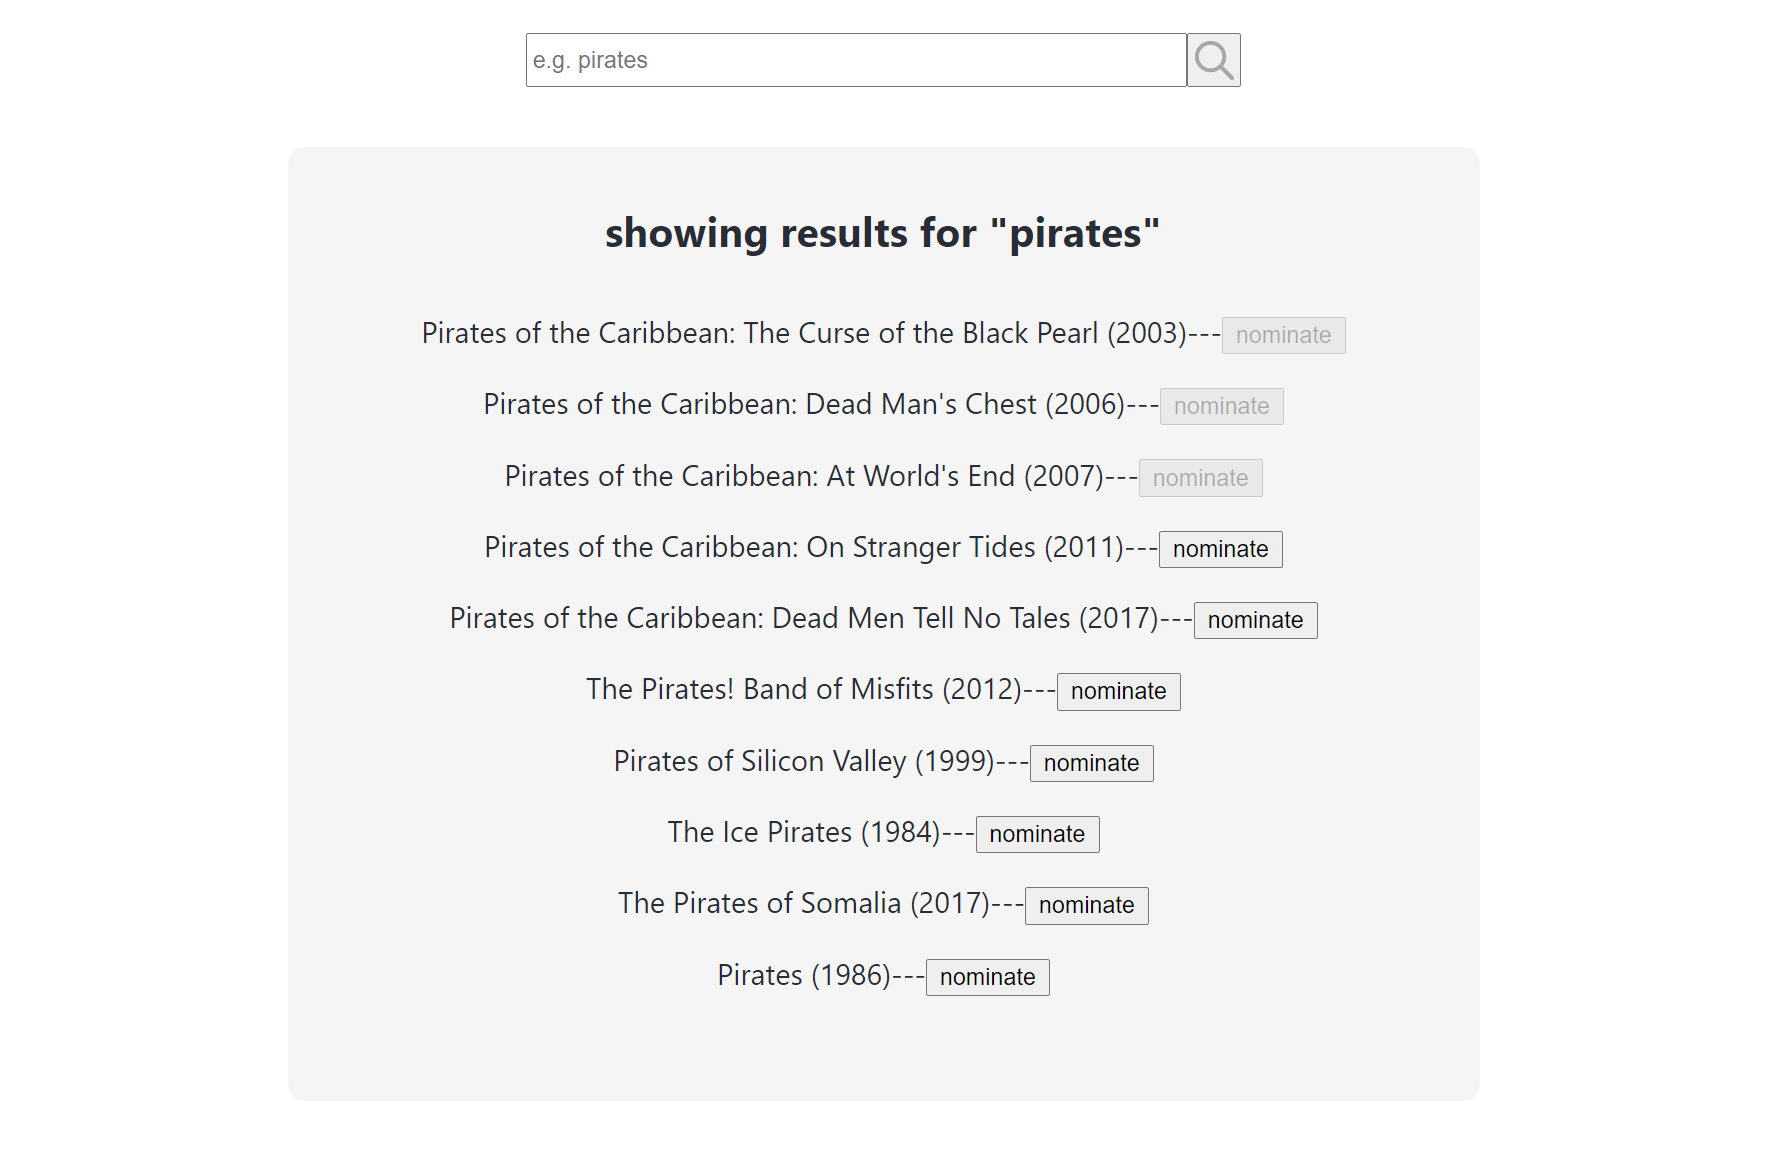 e.g. pirates
showing results for "pirates"
Pirates of the Caribbean: The Curse of the Black Pearl (2003)---nominate
Pirates of the Caribbean: Dead Man's Chest (2006)---nominate
Pirates of the Caribbean: At World's End (2007)---nominate
Pirates of the Caribbean: On Stranger Tides (2011)---nominate
Pirates of the Caribbean: Dead Men Tell No Tales (2017)---nominate
The Pirates! Band of Misfits (2012)---nominate
Pirates of Silicon Valley (1999)---nominate
The Ice Pirates (1984)---nominate
The Pirates of Somalia (2017)---nominate
Pirates (1986)---nominate